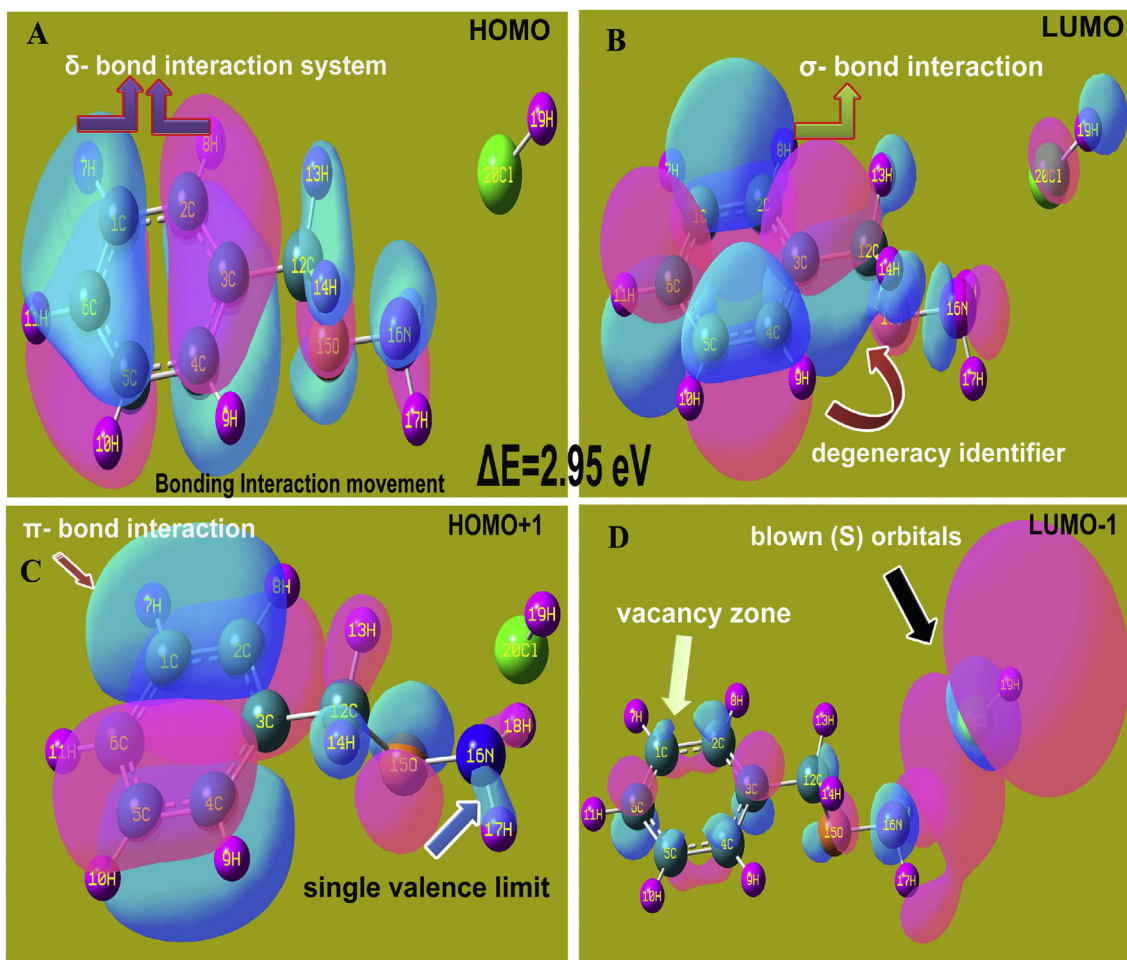 A
HOMO
δ- bond interaction system
8H
7H
19H
20Cl
13H
2C
1C
3C
12C
14H
6C
11H
16N
15O
4C
5C
17H
9H
10H
Bonding Interaction movement
B
LUMO
σ- bond interaction
19H
8H
7H
20Cl
13H
2C
1C
12C
3C
14H
6C
11H
16N
4C
5C
9H
17H
10H
degeneracy identifier
ΔE=2.95 eV
C
HOMO+1
π- bond interaction
8H
7H
19H
13H
20Cl
2C
1C
3C
12C
18H
11H
6C
14H
15O
16N
4C
5C
17H
9H
10H
single valence limit
D
LUMO-1
blown (S) orbitals
vacancy zone
19H
8H
7H
13H
2C
1C
12C
3C
14H
6C
11H
15O
16N
4C
5C
17H
9H
10H